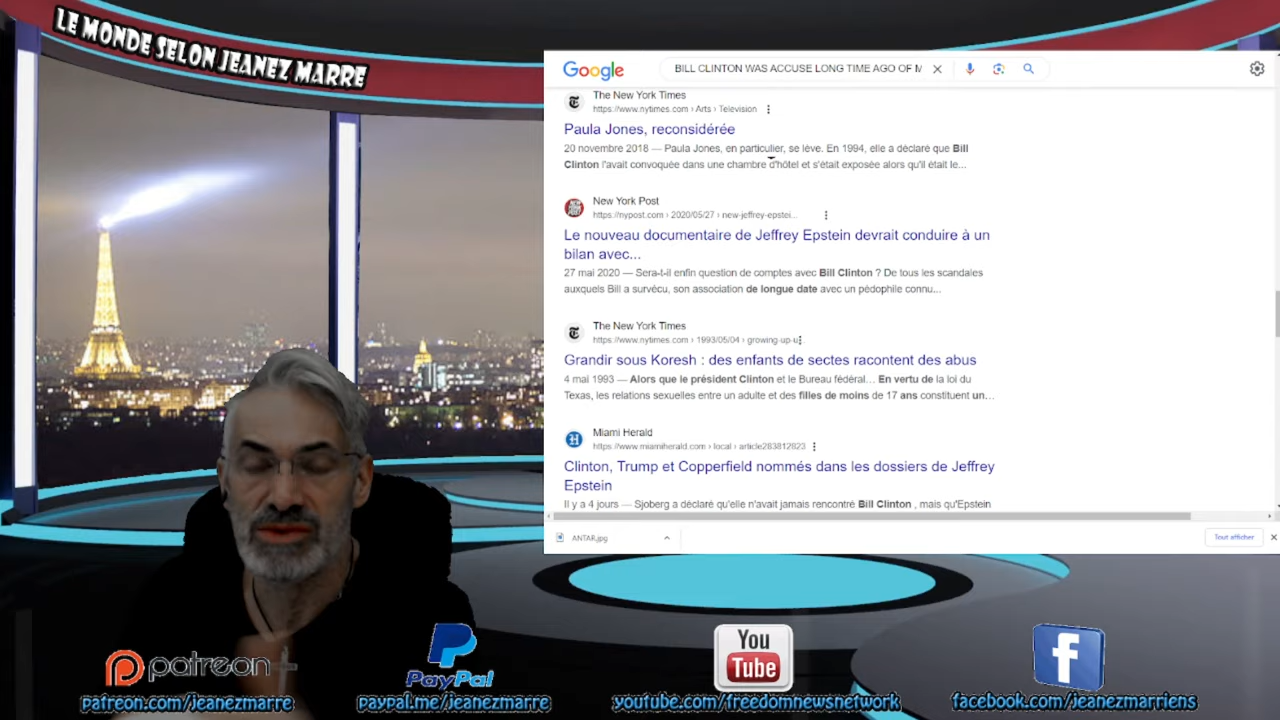 LE MONDE SELON JEANEZ MARRE
Google
BILL CLINTON WAS ACCUSE LONG TIME AGO OF M
The New York Times
https://www.nytimes.com › Arts › Television
Paula Jones, reconsidérée
20 novembre 2018 — Paula Jones, en particulier, se lève. En 1994, elle a déclaré que Bill
Clinton l'avait convoquée dans une chambre d'hôtel et s'était exposée alors qu'il était le...
New York Post
https://nypost.com › 2020/05/27 › new-jeffrey-epstei...
Le nouveau documentaire de Jeffrey Epstein devrait conduire à un
bilan avec...
27 mai 2020 — Sera-t-il enfin question de comptes avec Bill Clinton ? De tous les scandales
auxquels Bill a survécu, son association de longue date avec un pédophile connu...
The New York Times
https://www.nytimes.com › 1993/05/04 › growing-up-u
Grandir sous Koresh : des enfants de sectes racontent des abus
4 mai 1993 — Alors que le président Clinton et le Bureau fédéral... En vertu de la loi du
Texas, les relations sexuelles entre un adulte et des filles de moins de 17 ans constituent un...
Miami Herald
https://www.miamiherald.com › local › article283812823
Clinton, Trump et Copperfield nommés dans les dossiers de Jeffrey
Epstein
Il y a 4 jours — Sjoberg a déclaré qu'elle n'avait jamais rencontré Bill Clinton , mais qu'Epstein
ANTAR.jpg
Tout afficher
patreon
patreon.com/jeanezmarre
PayPal
paypal.me/jeanezmarre
You
Tube
youtube.com/freedomnewsnetwork
f
facebook.com/jeanezmarriens